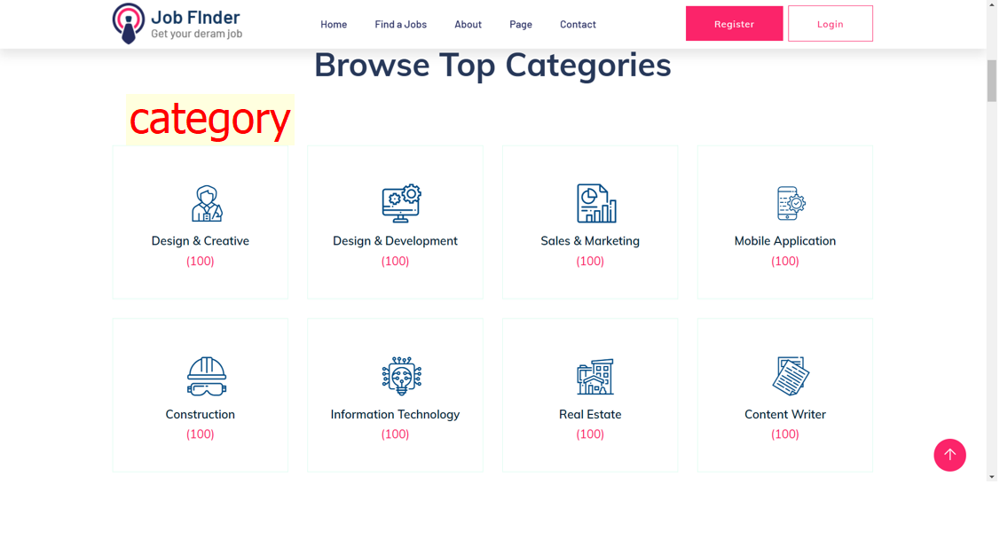 Job FInder
Get your deram job
Home Find a Jobs About Page Contact Register Login
Browse Top Categories
category
Design & Creative
(100)
Design & Development
(100)
Sales & Marketing
(100)
Mobile Application
(100)
Construction
(100)
Information Technology
(100)
Real Estate
(100)
Content Writer
(100)